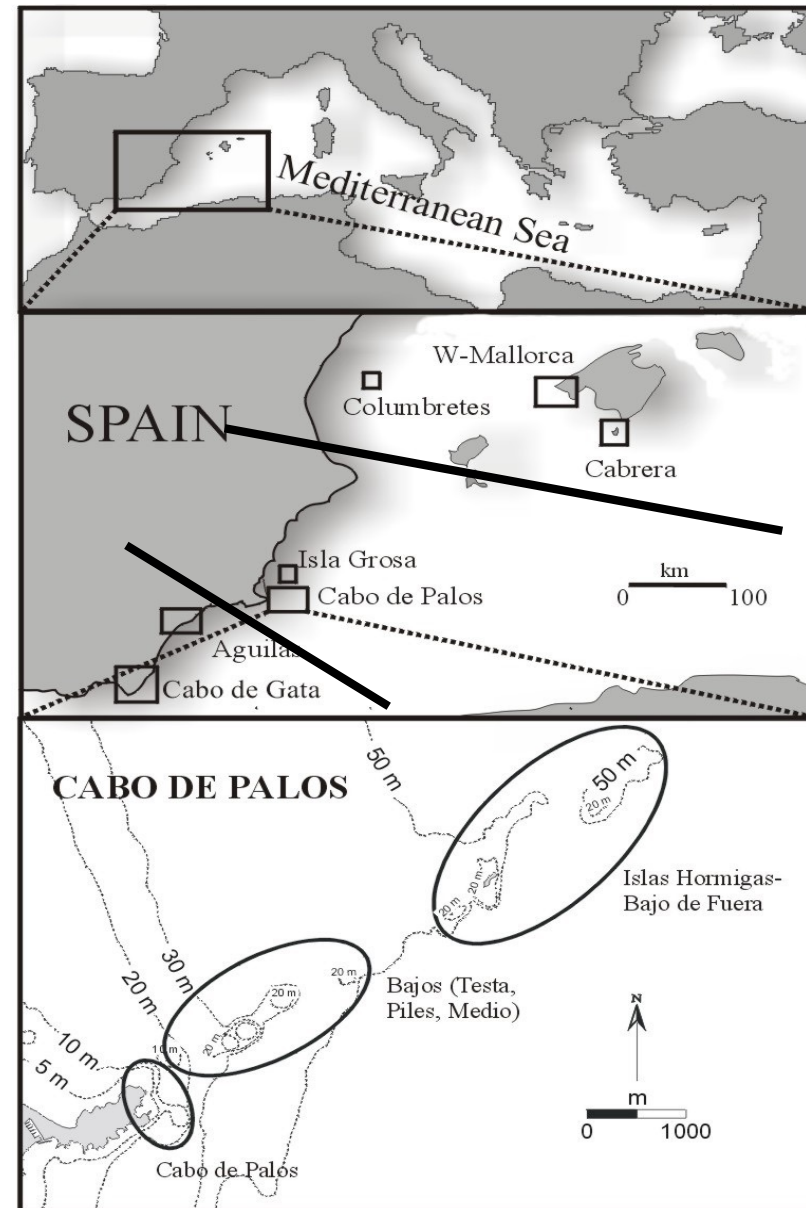 Mediterranean Sea
W-Mallorca
Columbretes
SPAIN
Cabrera
Isla Grosa
km
Cabo de Palos
0 100
Aguilas
Cabo de Gata
CABO DE PALOS
50 m
50 m
20 m
20 m
Islas Hormigas-
Bajo de Fuera
20 m
30 m
20 m
20 m
20 m
Bajos (Testa,
Piles, Medio)
N
20 m
10 m
10 m
5 m
m
0 1000
Cabo de Palos